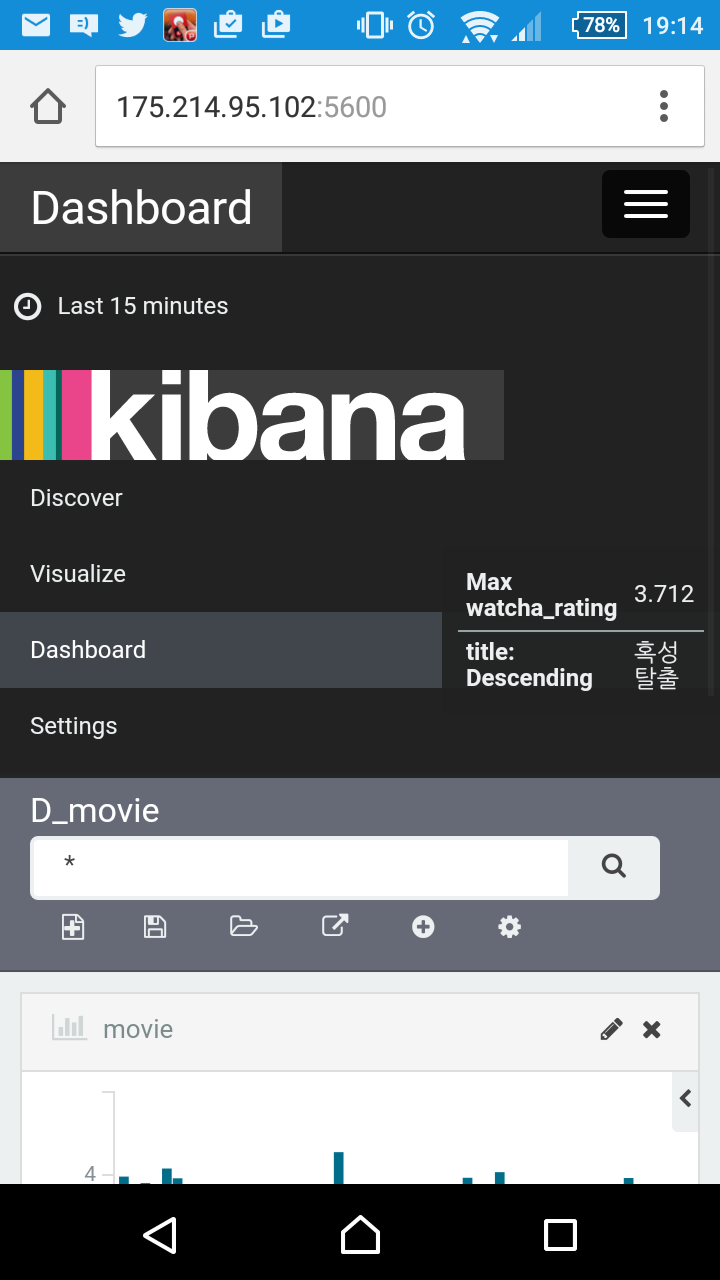 78% 19:14
175.214.95.102:5600
Dashboard
Last 15 minutes
kibana
Discover
Visualize
Dashboard
Settings
Max
watcha_rating 3.712
title: 혹성
Descending 탈출
D_movie
*
movie
4